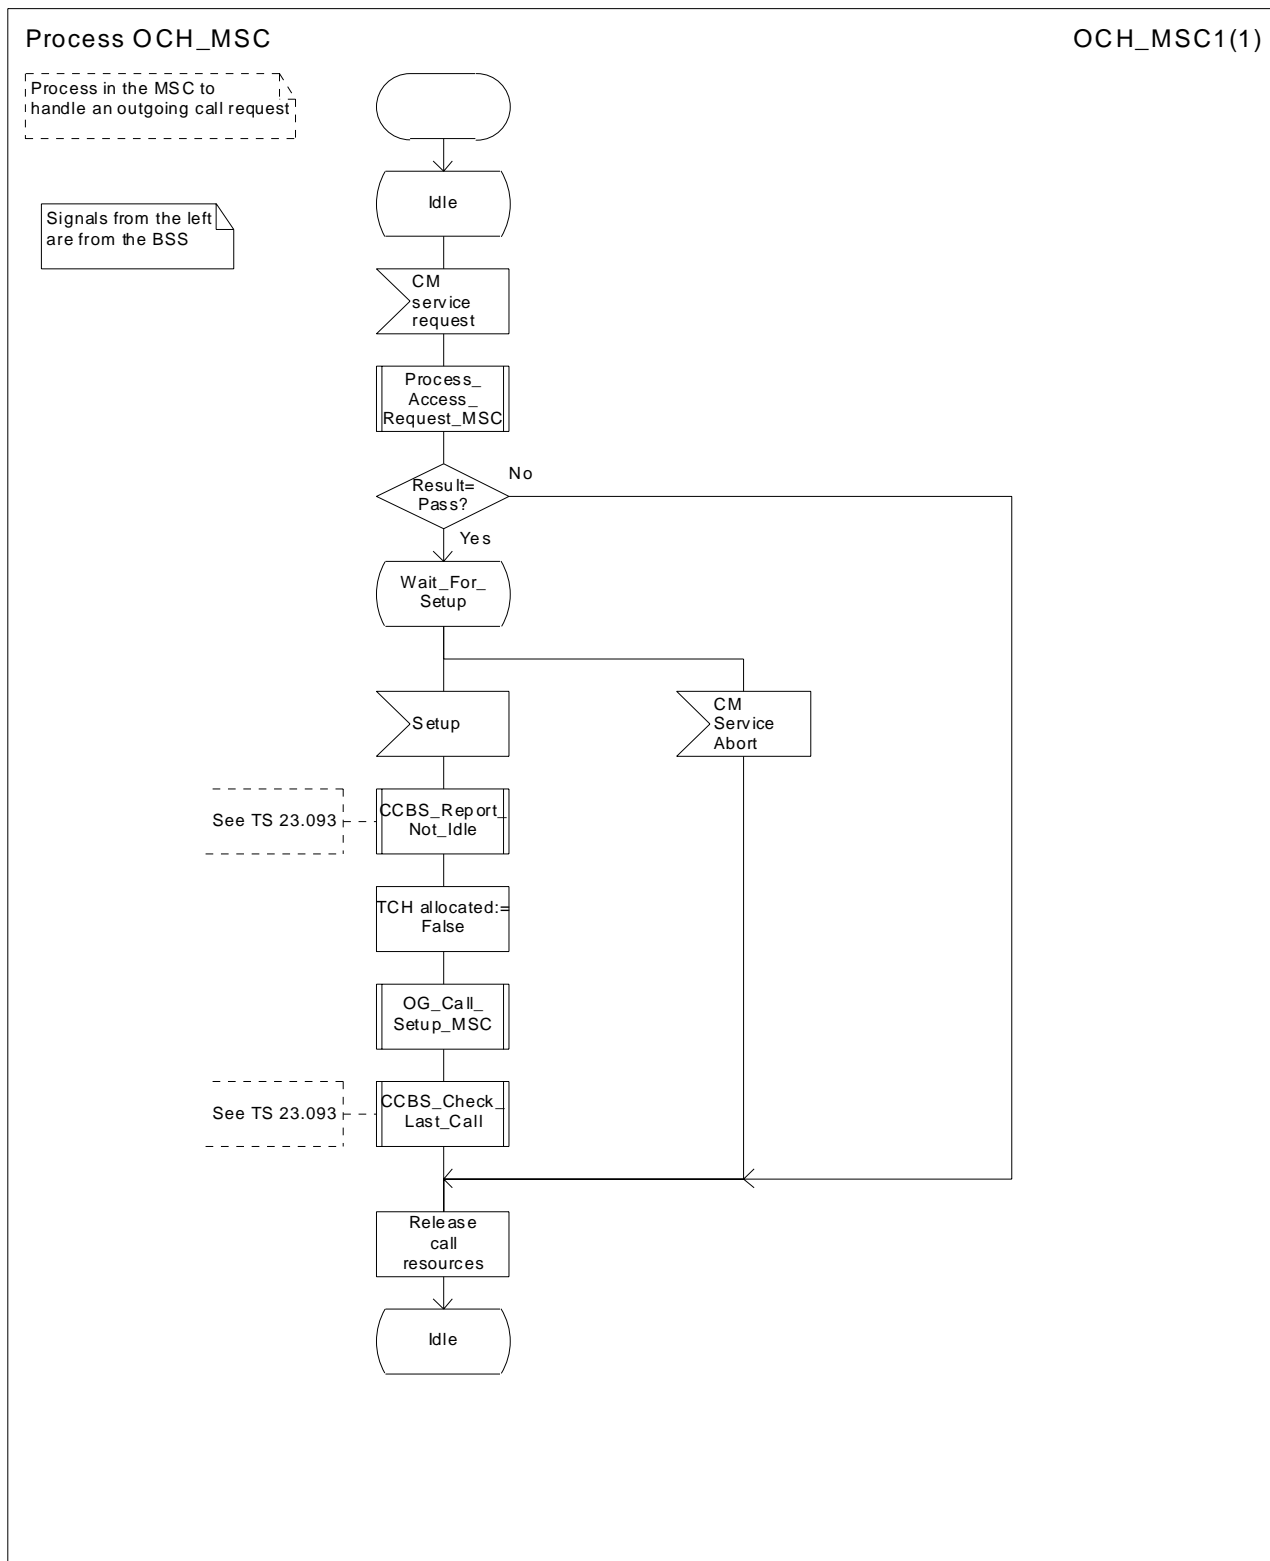 Process OCH_MSC
OCH_MSC1(1)
Process in the MSC to
handle an outgoing call request
Signals from the left
are from the BSS
Idle
CM
service
request
Process_
Access_
Request_MSC
Result=
Pass?
No
Yes
Wait_For_
Setup
Setup
CM
Service
Abort
See TS 23.093
CCBS_Report_
Not_Idle
TCH allocated:=
False
OG_Call_
Setup_MSC
See TS 23.093
CCBS_Check_
Last_Call
Release
call
resources
Idle